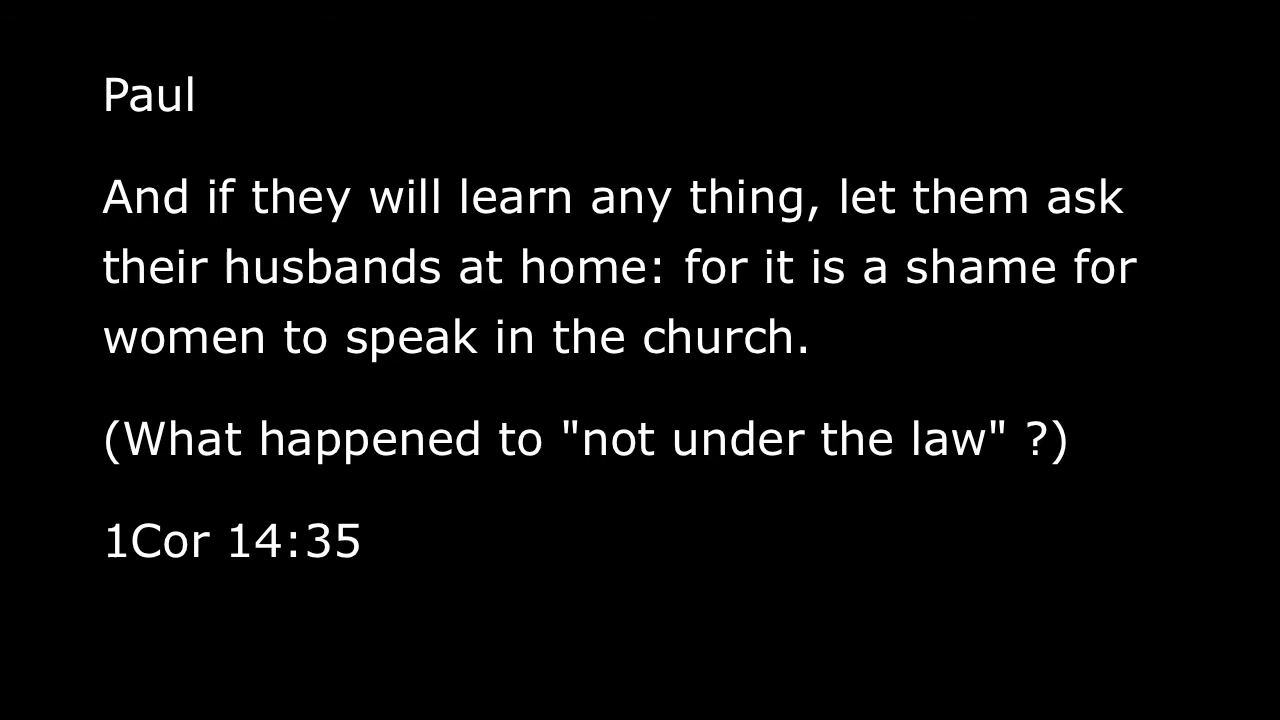 Paul
And if they will learn any thing, let them ask
their husbands at home: for it is a shame for
women to speak in the church.
(What happened to "not under the law" ?)
1Cor 14:35